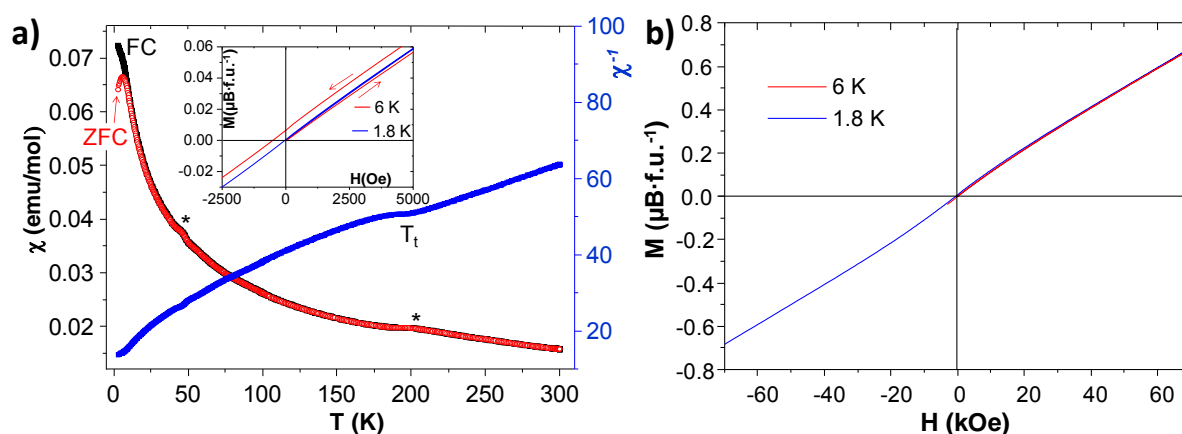 a)
FC
ZFC
*
*
T_t
χ (emu/mol)
0.07
0.06
0.05
0.04
0.03
0.02
0
50
100
150
200
250
300
T (K)
χ⁻¹
100
80
60
40
20
M(μB·f.u.⁻¹)
0.06
0.04
0.02
0.00
-0.02
-2500
0
2500
5000
H(Oe)
6 K
1.8 K
b)
M (μB·f.u.⁻¹)
0.8
0.6
0.4
0.2
0.0
-0.2
-0.4
-0.6
-0.8
6 K
1.8 K
-60
-40
-20
0
20
40
60
H (kOe)